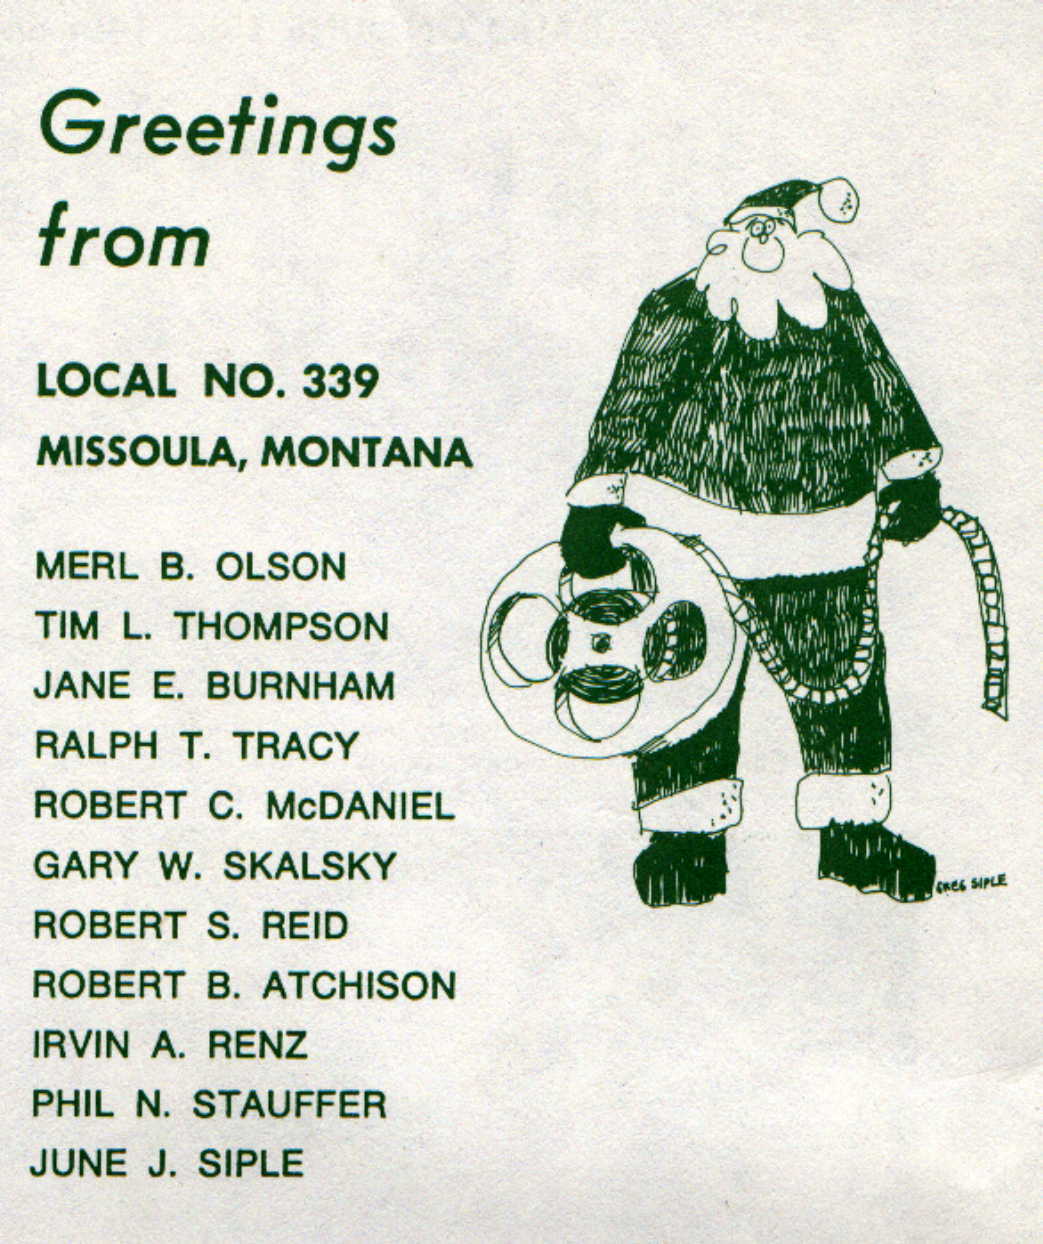 Greetings
from
LOCAL NO. 339
MISSOULA, MONTANA
MERL B. OLSON
TIM L. THOMPSON
JANE E. BURNHAM
RALPH T. TRACY
ROBERT C. McDANIEL
GARY W. SKALSKY
ROBERT S. REID
ROBERT B. ATCHISON
IRVIN A. RENZ
PHIL N. STAUFFER
JUNE J. SIPLE
GREG SIPLE